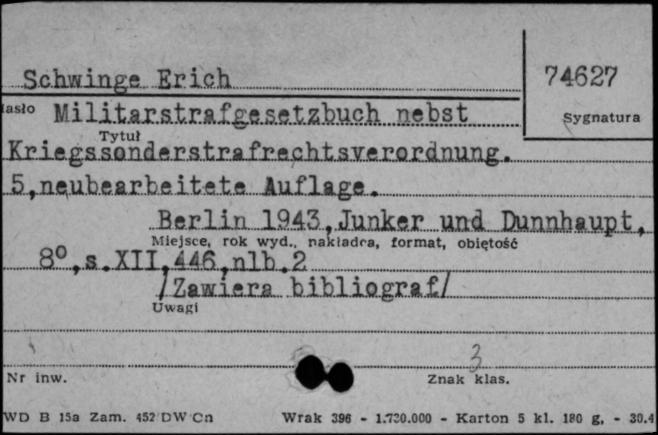 Schwinge Erich
74627
asło Militarstrafgesetzbuch nebst
Sygnatura
Tytuł
Kriegssonderstrafrechtsverordnung.
5,neubearbeitete Auflage.
Berlin 1943,Junker und Dunnhaupt,
Miejsce, rok wyd., nakładca, format, objętość
8°,s.XII,446,nlb.2
/Zawiera bibliograf/
Uwagi
3
Nr inw.
Znak klas.
WD B 15a Zam. 452 DW Cn Wrak 396 - 1.730.000 - Karton 5 kl. 180 g, - 30.4